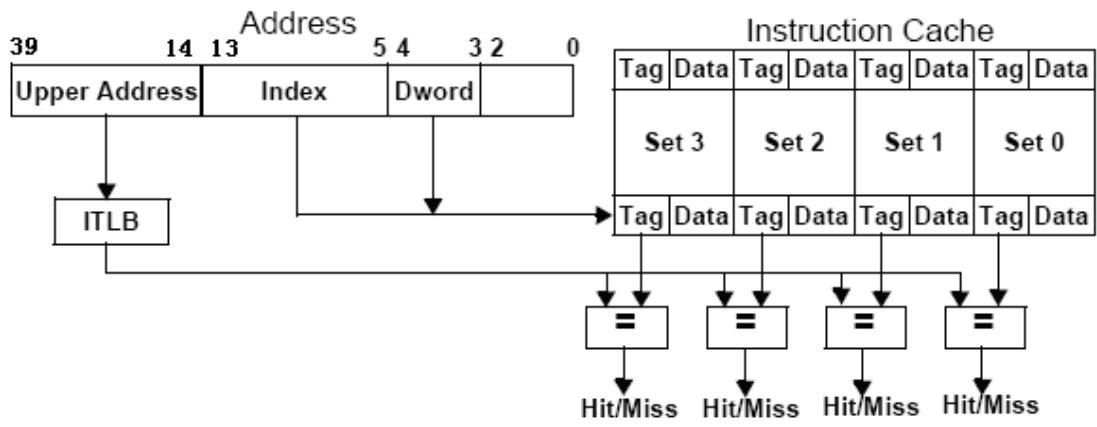 Address
Instruction Cache
39 14 13 5 4 3 2 0
Upper Address Index Dword
Tag Data Tag Data Tag Data Tag Data
Set 3 Set 2 Set 1 Set 0
Tag Data Tag Data Tag Data Tag Data
ITLB
= = = =
Hit/Miss Hit/Miss Hit/Miss Hit/Miss